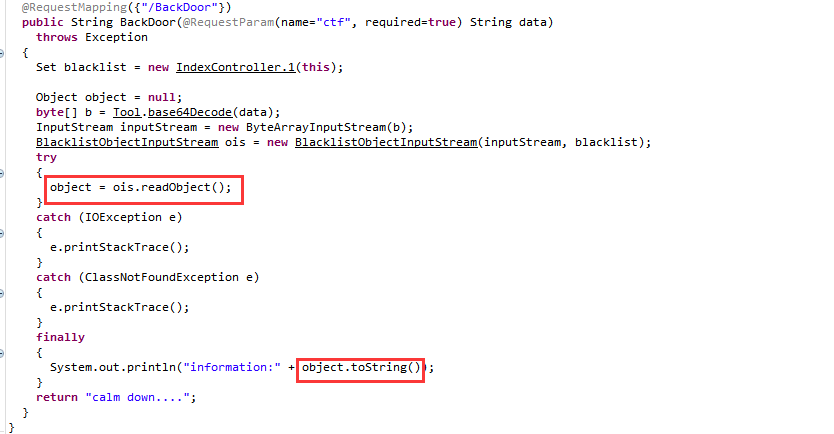 @RequestMapping({"/BackDoor"})
public String BackDoor(@RequestParam(name="ctf", required=true) String data)
throws Exception
{
Set blacklist = new IndexController.1(this);
Object object = null;
byte[] b = Tool.base64Decode(data);
InputStream inputStream = new ByteArrayInputStream(b);
BlacklistObjectInputStream ois = new BlacklistObjectInputStream(inputStream, blacklist);
try
{
object = ois.readObject();
}
catch (IOException e)
{
e.printStackTrace();
}
catch (ClassNotFoundException e)
{
e.printStackTrace();
}
finally
{
System.out.println("information:" + object.toString());
}
return "calm down....";
}
}